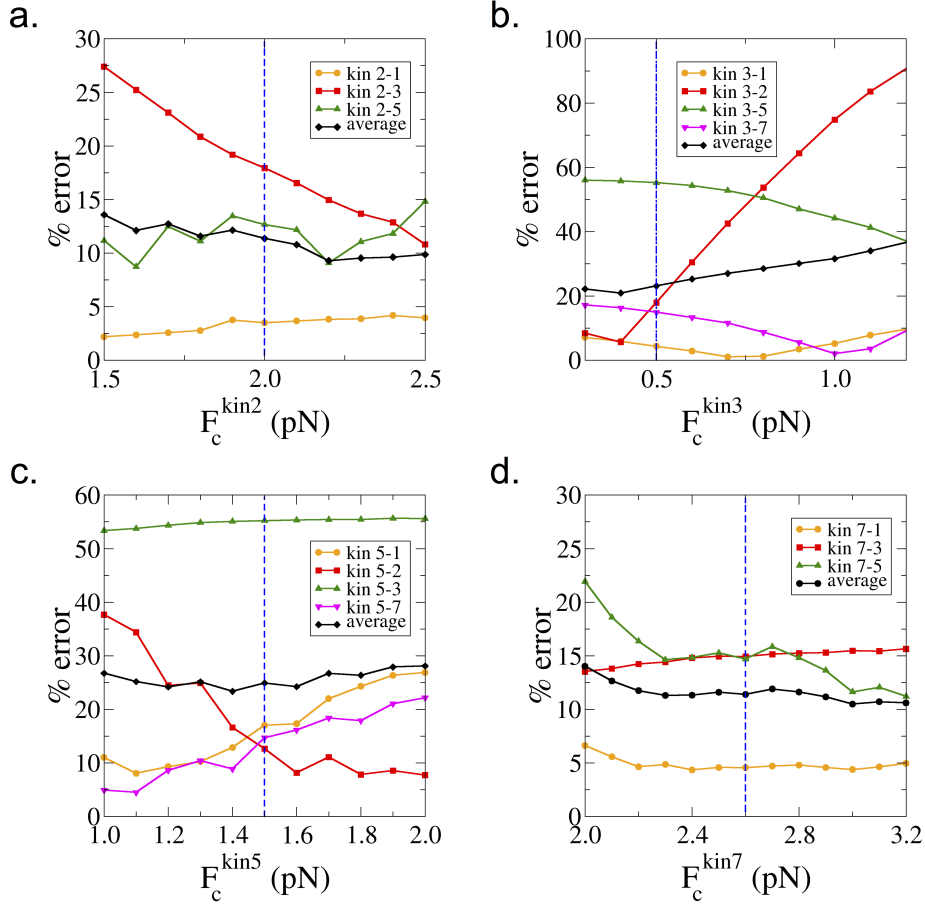 a.
30
25
20
15
10
5
0
% error
kin 2-1
kin 2-3
kin 2-5
average
1.5 2.0 2.5
F_c^kin2 (pN)
b.
100
80
60
40
20
0
% error
kin 3-1
kin 3-2
kin 3-5
kin 3-7
average
0.5 1.0
F_c^kin3 (pN)
c.
60
50
40
30
20
10
0
% error
kin 5-1
kin 5-2
kin 5-3
kin 5-7
average
1.0 1.2 1.4 1.6 1.8 2.0
F_c^kin5 (pN)
d.
30
25
20
15
10
5
0
% error
kin 7-1
kin 7-3
kin 7-5
average
2.0 2.4 2.8 3.2
F_c^kin7 (pN)